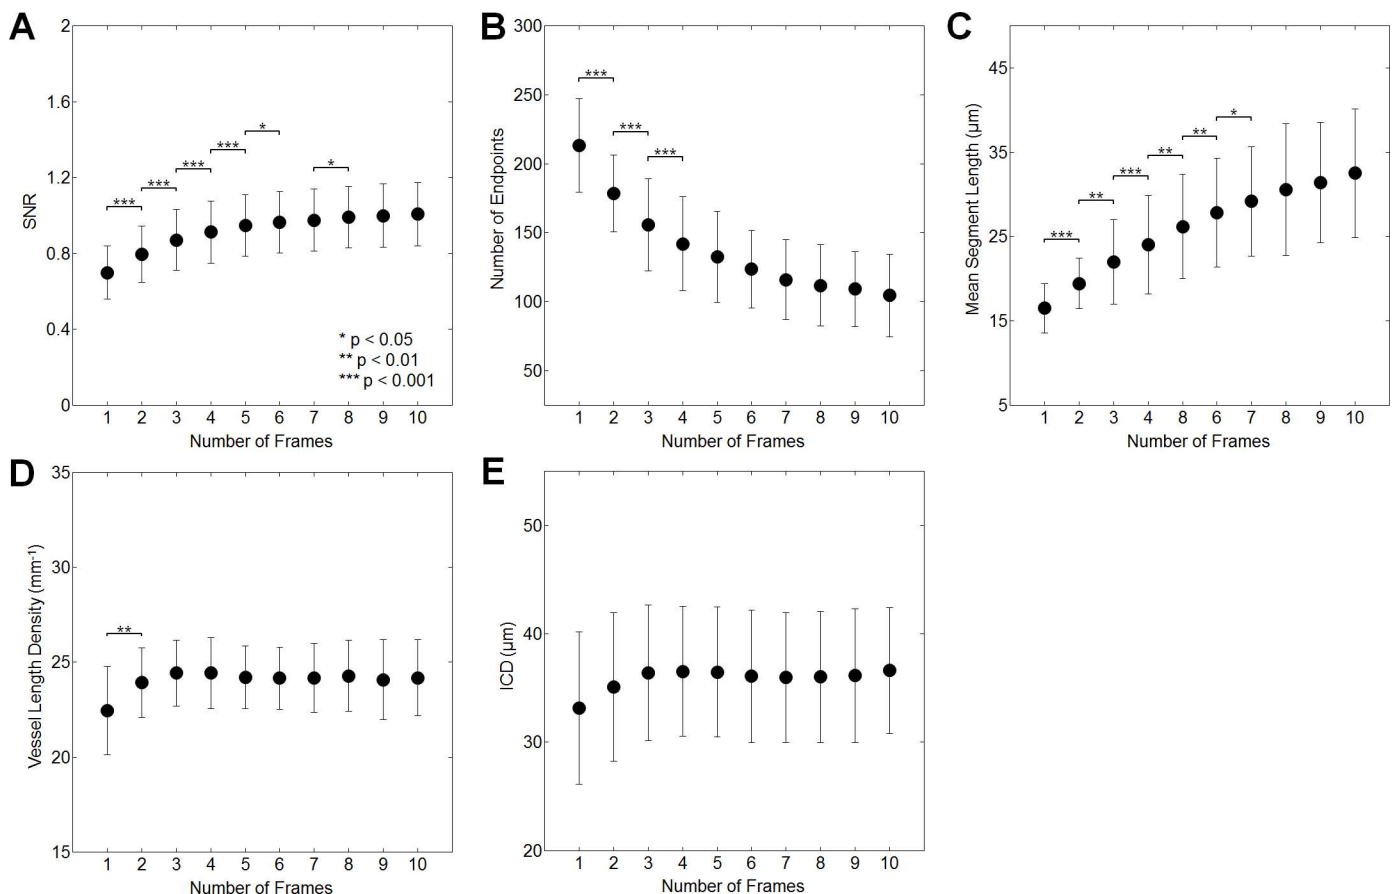 A
2
1.6
1.2
0.8
0.4
0
SNR
***
***
***
***
*
*
* p < 0.05
** p < 0.01
*** p < 0.001
1 2 3 4 5 6 7 8 9 10
Number of Frames
B
300
250
200
150
100
50
Number of Endpoints
***
***
***
1 2 3 4 5 6 7 8 9 10
Number of Frames
C
45
35
25
15
5
Mean Segment Length (µm)
***
**
***
**
**
*
1 2 3 4 8 6 7 8 9 10
Number of Frames
D
35
30
25
20
15
Vessel Length Density (mm⁻¹)
**
1 2 3 4 5 6 7 8 9 10
Number of Frames
E
50
40
30
20
ICD (µm)
1 2 3 4 5 6 7 8 9 10
Number of Frames